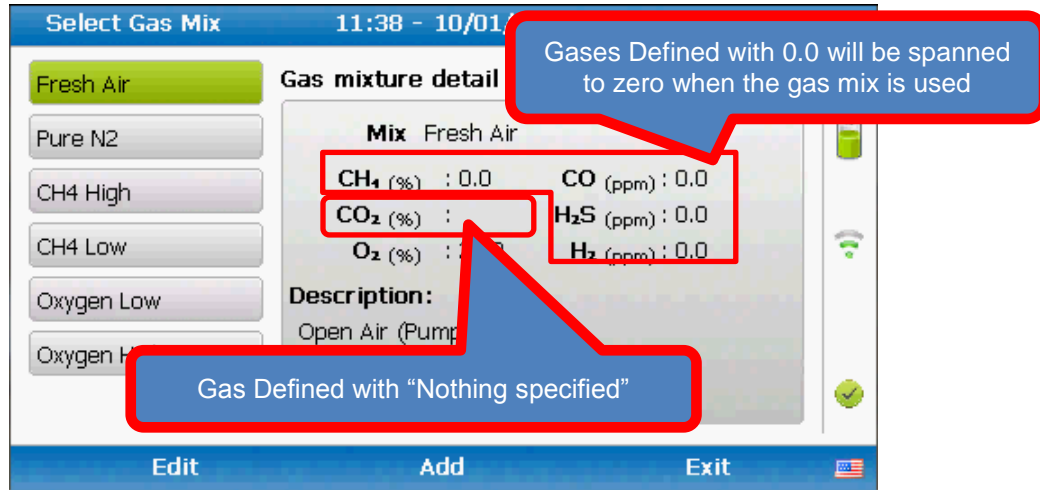 Select Gas Mix
11:38 - 10/01/
Gases Defined with 0.0 will be spanned
to zero when the gas mix is used
Fresh Air
Pure N2
CH4 High
CH4 Low
Oxygen Low
Oxygen
Gas mixture detail
Mix Fresh Air
CH₄ (%) : 0.0 CO (ppm) : 0.0
CO₂ (%) : H₂S (ppm) : 0.0
O₂ (%) : H₂ (ppm) : 0.0
Description:
Open Air (Pump
Gas Defined with “Nothing specified”
Edit Add Exit